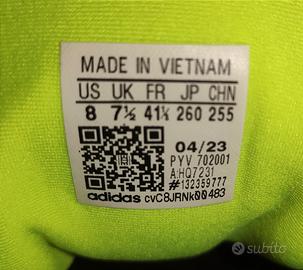 MADE IN VIETNAM
US UK FR JP CHN
8 7½ 41⅓ 260 255
04/23
PYV 702001
A:HQ7231
#132359777
adidas cvC8JRNk00483
subito